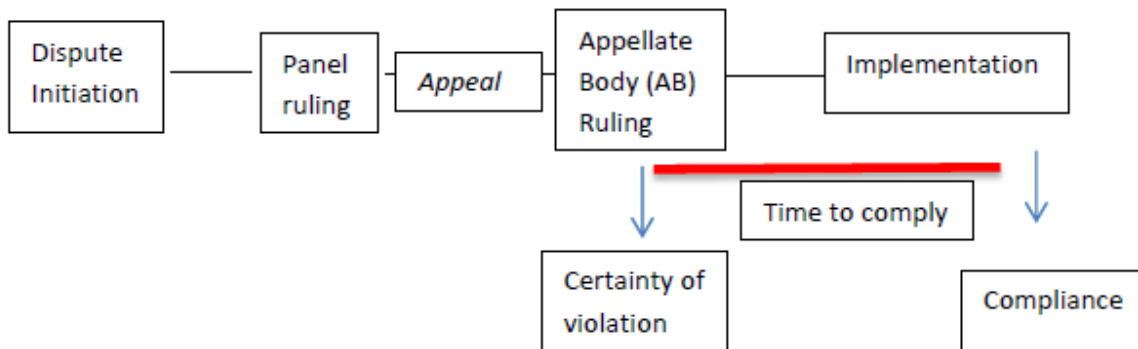 Dispute
Initiation
Panel
ruling
Appeal
Appellate
Body (AB)
Ruling
Implementation
Time to comply
Certainty of
violation
Compliance